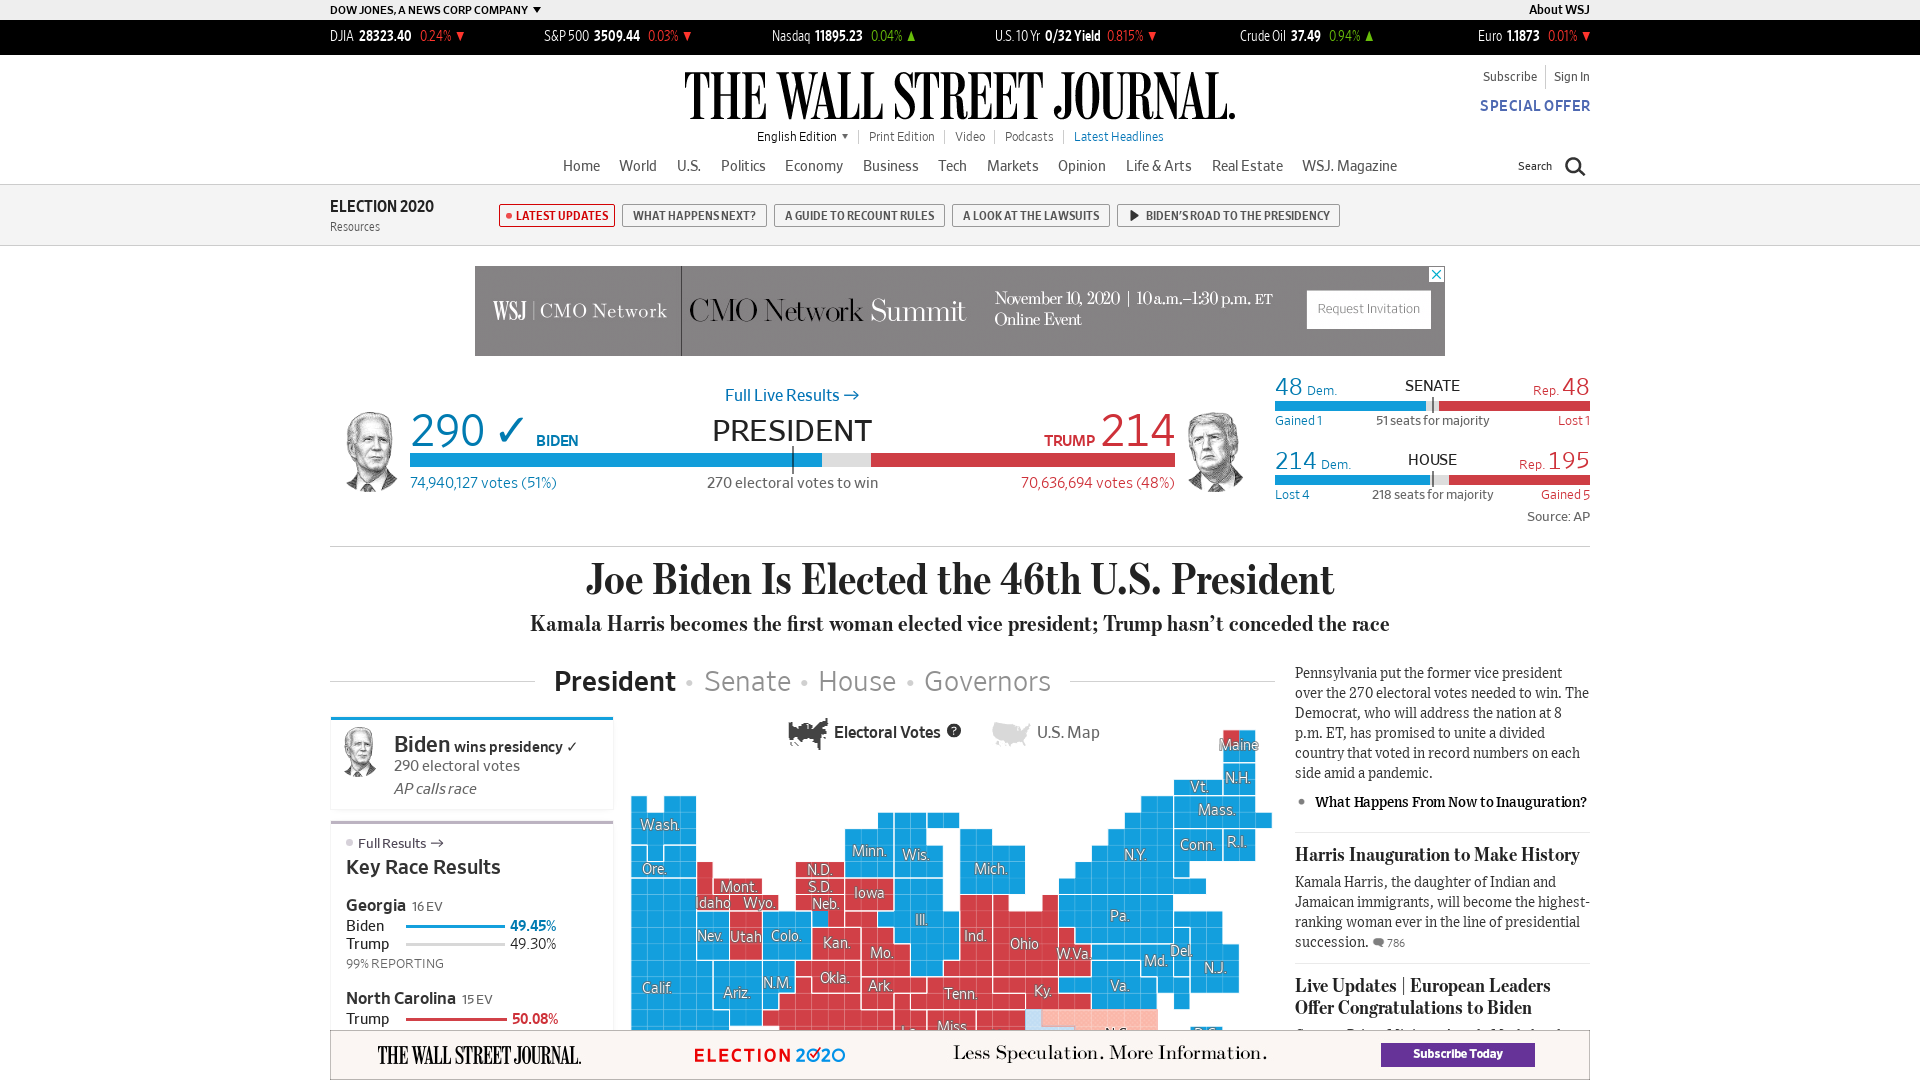 DOW JONES, A NEWS CORP COMPANY
About WSJ
DJIA 28323.40 0.24% ▼
S&P 500 3509.44 0.03% ▼
Nasdaq 11895.23 0.04% ▲
U.S. 10 Yr 0/32 Yield 0.815% ▼
Crude Oil 37.49 0.94% ▲
Euro 1.1873 0.01% ▼
THE WALL STREET JOURNAL.
Subscribe
Sign In
SPECIAL OFFER
English Edition
Print Edition
Video
Podcasts
Latest Headlines
Home World U.S. Politics Economy Business Tech Markets Opinion Life & Arts Real Estate WSJ. Magazine
Search
ELECTION 2020
Resources
LATEST UPDATES
WHAT HAPPENS NEXT?
A GUIDE TO RECOUNT RULES
A LOOK AT THE LAWSUITS
BIDEN'S ROAD TO THE PRESIDENCY
WSJ | CMO Network
CMO Network Summit
November 10, 2020 | 10 a.m.–1:30 p.m. ET
Online Event
Request Invitation
Full Live Results →
290 ✓ BIDEN
PRESIDENT
TRUMP 214
74,940,127 votes (51%)
270 electoral votes to win
70,636,694 votes (48%)
48 Dem.
SENATE
Rep. 48
Gained 1
51 seats for majority
Lost 1
214 Dem.
HOUSE
Rep. 195
Lost 4
218 seats for majority
Gained 5
Source: AP
Joe Biden Is Elected the 46th U.S. President
Kamala Harris becomes the first woman elected vice president; Trump hasn't conceded the race
President • Senate • House • Governors
Biden wins presidency ✓
290 electoral votes
AP calls race
Full Results →
Key Race Results
Georgia 16 EV
Biden 49.45%
Trump 49.30%
99% REPORTING
North Carolina 15 EV
Trump 50.08%
Electoral Votes ?
U.S. Map
Maine
N.H.
Vt.
Mass.
Wash.
Conn.
R.I.
Minn.
Wis.
N.Y.
Ore.
N.D.
Mich.
Mont.
S.D.
Iowa
Idaho
Wyo.
Neb.
Pa.
Ill.
Nev.
Utah
Colo.
Kan.
Ind.
Ohio
Mo.
W.Va.
Md.
Del.
N.J.
Calif.
Ariz.
N.M.
Okla.
Ark.
Tenn.
Ky.
Va.
Miss.
Pennsylvania put the former vice president
over the 270 electoral votes needed to win. The
Democrat, who will address the nation at 8
p.m. ET, has promised to unite a divided
country that voted in record numbers on each
side amid a pandemic.
• What Happens From Now to Inauguration?
Harris Inauguration to Make History
Kamala Harris, the daughter of Indian and
Jamaican immigrants, will become the highest-
ranking woman ever in the line of presidential
succession. 786
Live Updates | European Leaders
Offer Congratulations to Biden
THE WALL STREET JOURNAL.
ELECTION 2020
Less Speculation. More Information.
Subscribe Today